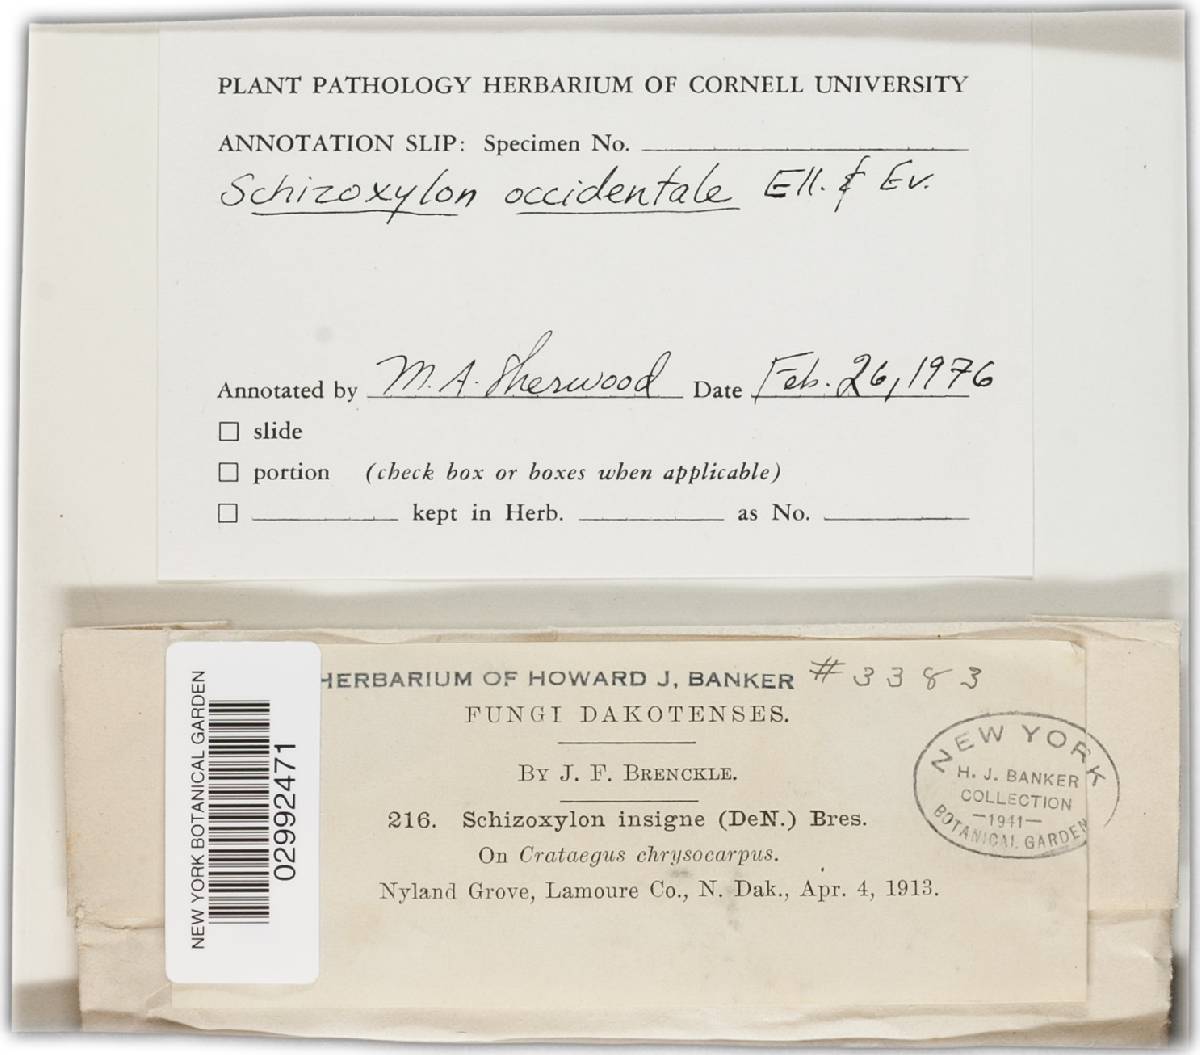 PLANT PATHOLOGY HERBARIUM OF CORNELL UNIVERSITY
ANNOTATION SLIP: Specimen No.
Schizoxylon occidentale Ell. & Ev.
Annotated by M. A. Sherwood Date Feb. 26, 1976
slide
portion (check box or boxes when applicable)
kept in Herb. as No.
HERBARIUM OF HOWARD J. BANKER #3383
FUNGI DAKOTENSES.
By J. F. Brenckle.
216. Schizoxylon insigne (DeN.) Bres.
On Crataegus chrysocarpus.
Nyland Grove, Lamoure Co., N. Dak., Apr. 4, 1913.
NEW YORK
H. J. BANKER
COLLECTION
—1941—
BOTANICAL GARDEN
NEW YORK BOTANICAL GARDEN
02992471